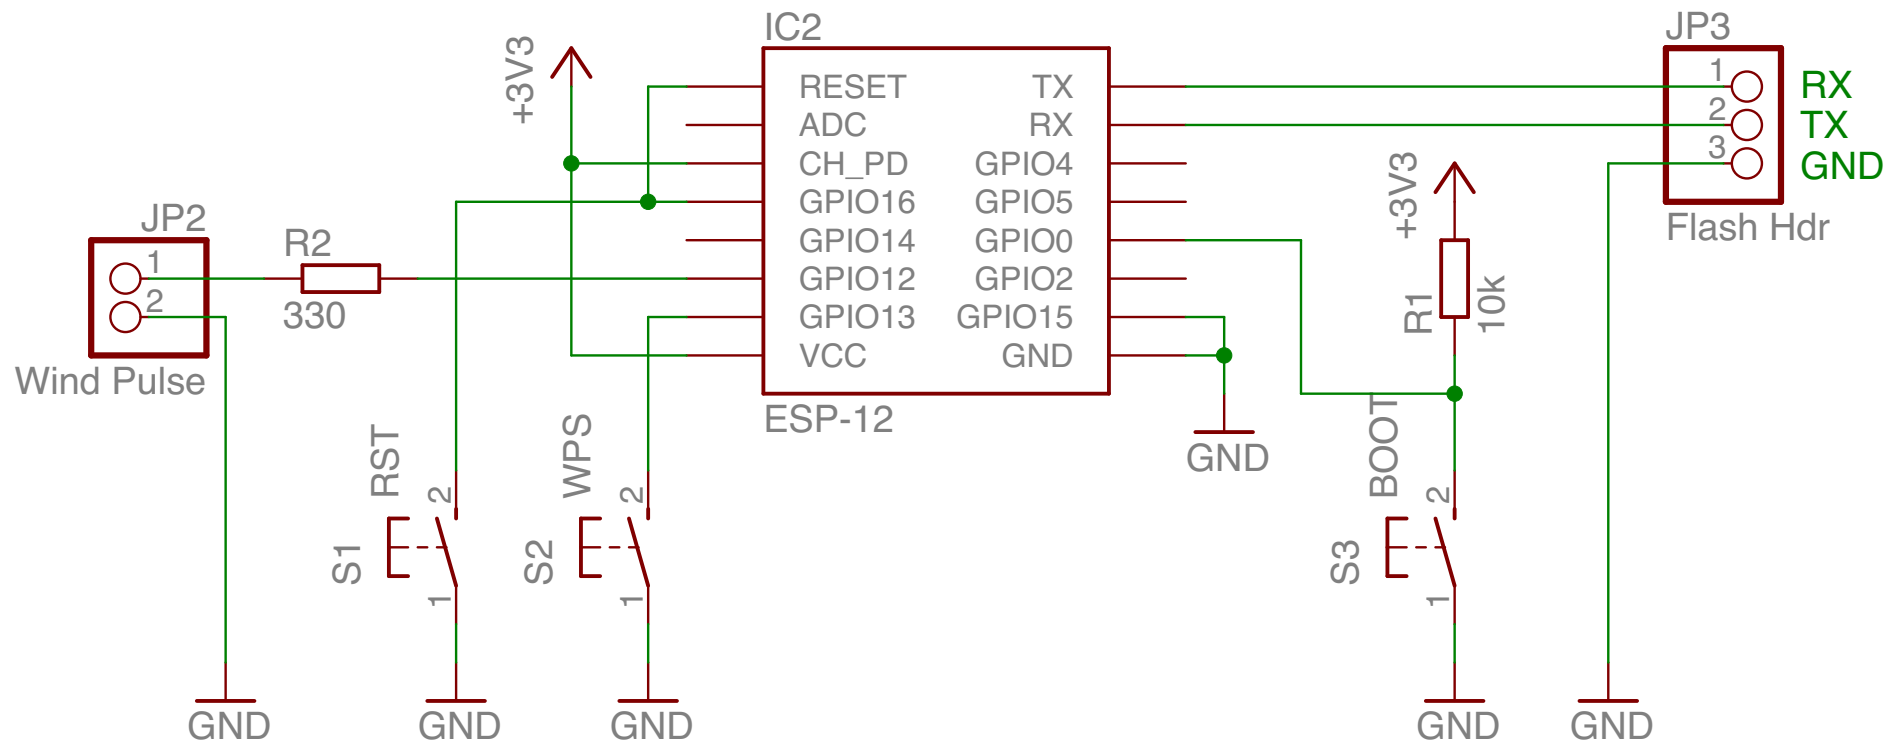 IC2
JP3
+3V3
RESET
TX
1
RX
ADC
RX
2
TX
CH_PD
GPIO4
3
GND
+3V3
GPIO16
GPIO5
JP2
Flash Hdr
R2
GPIO14
GPIO0
1
GPIO12
GPIO2
2
330
GPIO13
GPIO15
R1
10k
VCC
GND
Wind Pulse
ESP-12
RST
WPS
GND
BOOT
2
2
2
S1
S2
S3
1
1
1
GND
GND
GND
GND
GND